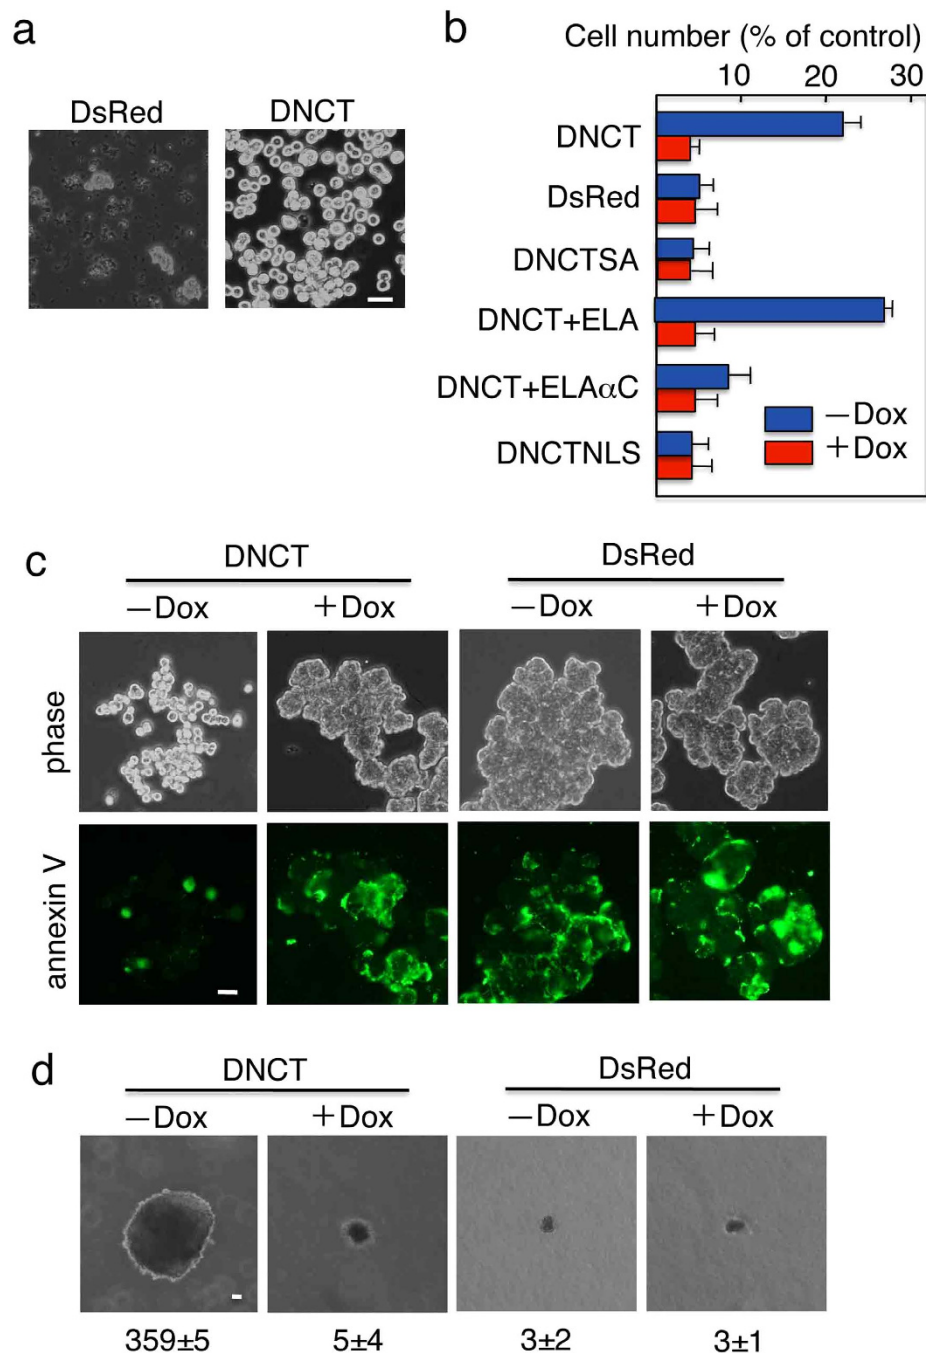 a
DsRed
DNCT
b
Cell number (% of control)
10
20
30
DNCT
DsRed
DNCTSA
DNCT+ELA
DNCT+ELAαC
DNCTNLS
－Dox
＋Dox
c
DNCT
DsRed
－Dox
＋Dox
－Dox
＋Dox
phase
annexin V
d
DNCT
DsRed
－Dox
＋Dox
－Dox
＋Dox
359±5
5±4
3±2
3±1